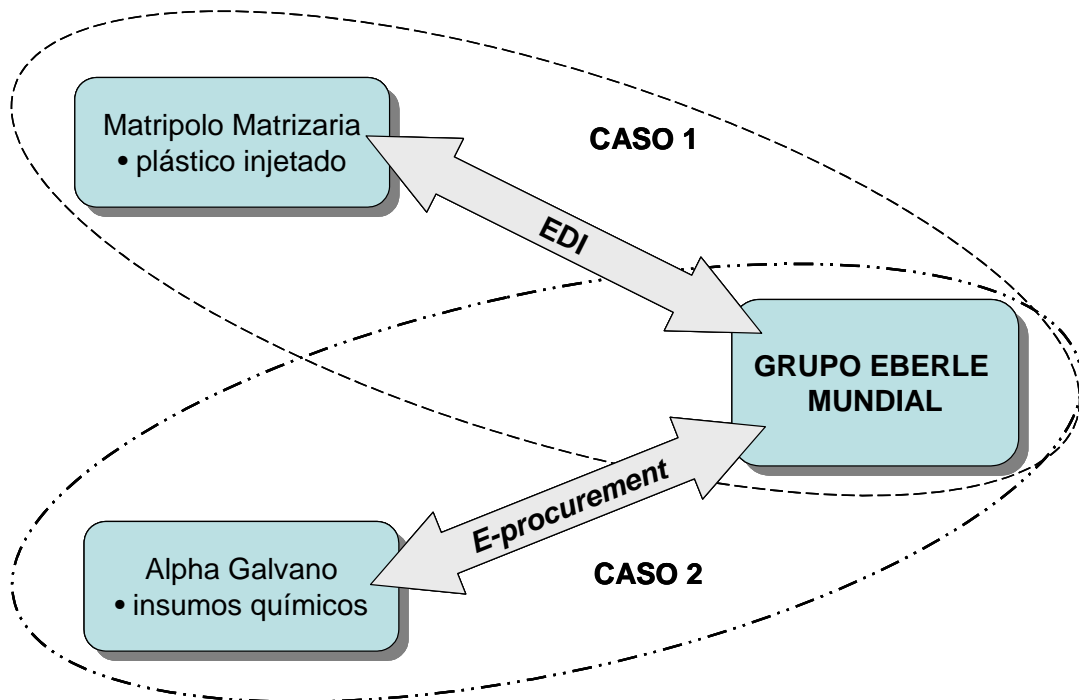 Matripolo Matrizaria
• plástico injetado
CASO 1
EDI
GRUPO EBERLE
MUNDIAL
E-procurement
Alpha Galvano
• insumos químicos
CASO 2